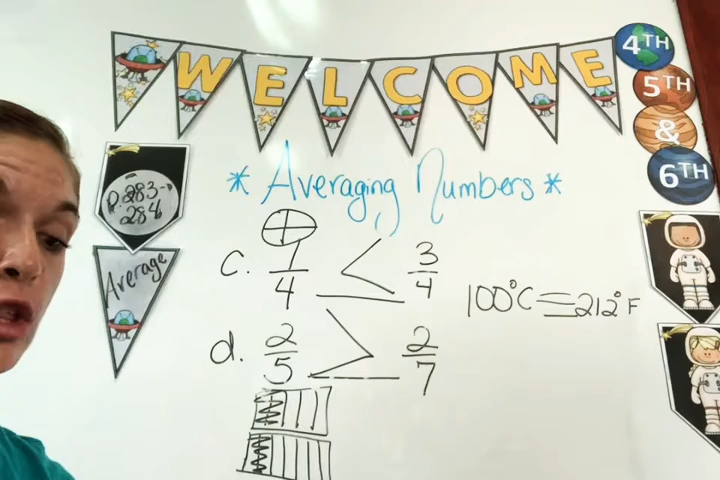 WELCOME
4TH
5TH
&
6TH
p. 283-
284
Average
* Averaging Numbers *
c. 1/4 < 3/4
100°C = 212°F
d. 2/5 > 2/7